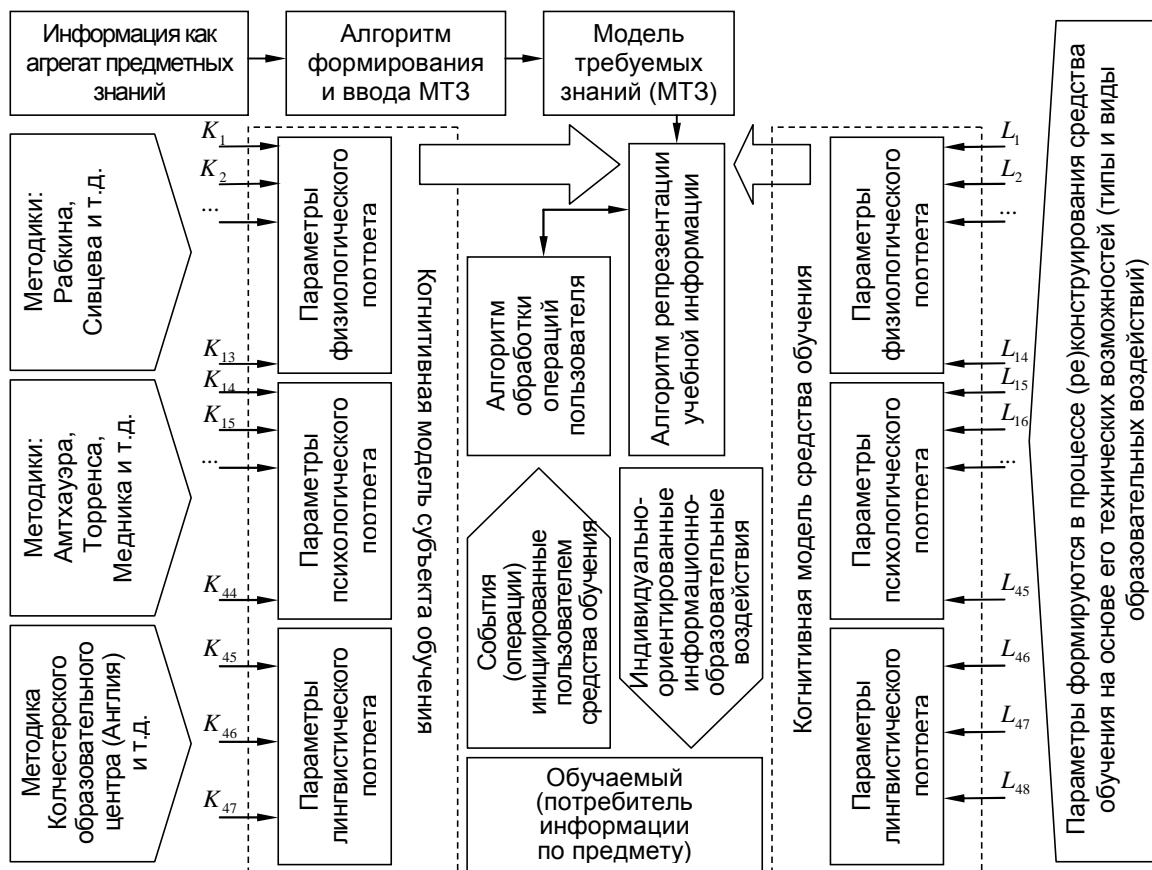 Информация как
агрегат предметных
знаний
Алгоритм
формирования
и ввода МТЗ
Модель
требуемых
знаний (МТЗ)
Методики:
Рабкина,
Сивцева и т.д.
K1
K2
...
K13
Параметры
физиологического
портрета
Методики:
Амтхауэра,
Торренса,
Медника и т.д.
K14
K15
...
K44
Параметры
психологического
портрета
Методика
Колчестерского
образовательного
центра (Англия)
и т.д.
K45
K46
K47
Параметры
лингвистического
портрета
Когнитивная модель субъекта обучения
Алгоритм
обработки
операций
пользователя
Алгоритм репрезентации
учебной информации
События
(операции)
инициированные
пользователем
средства обучения
Индивидуально-
ориентированные
информационно-
образовательные
воздействия
Обучаемый
(потребитель
информации
по предмету)
Когнитивная модель средства обучения
Параметры
физиологического
портрета
L1
L2
...
L14
Параметры
психологического
портрета
L15
L16
...
L45
Параметры
лингвистического
портрета
L46
L47
L48
Параметры формируются в процессе (ре)конструирования средства
обучения на основе его технических возможностей (типы и виды
образовательных воздействий)